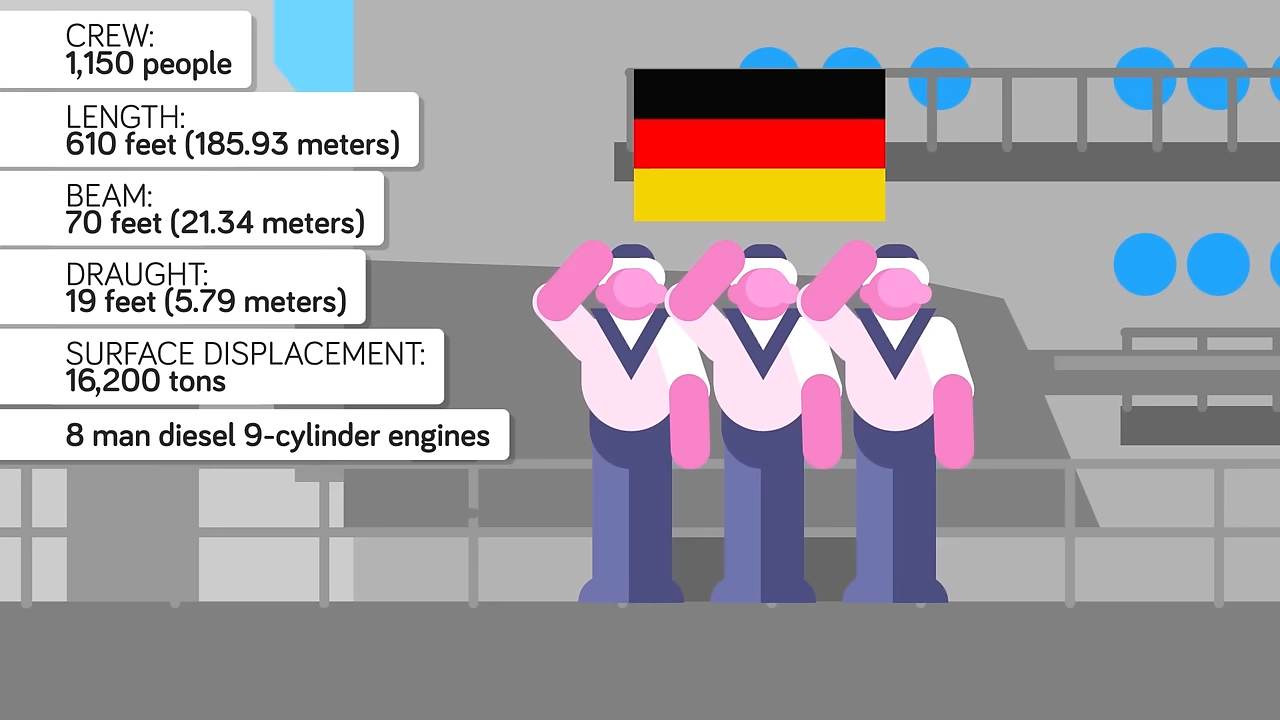 CREW:
1,150 people
LENGTH:
610 feet (185.93 meters)
BEAM:
70 feet (21.34 meters)
DRAUGHT:
19 feet (5.79 meters)
SURFACE DISPLACEMENT:
16,200 tons
8 man diesel 9-cylinder engines